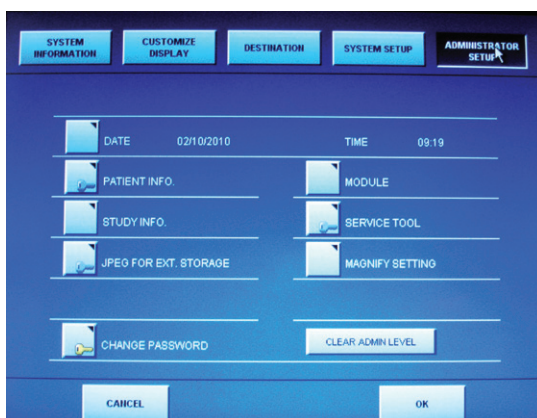 SYSTEM INFORMATION
CUSTOMIZE DISPLAY
DESTINATION
SYSTEM SETUP
ADMINISTRATOR SETUP
DATE 02/10/2010 TIME 09:19
PATIENT INFO. MODULE
STUDY INFO. SERVICE TOOL
JPEG FOR EXT. STORAGE MAGNIFY SETTING
CHANGE PASSWORD CLEAR ADMIN LEVEL
CANCEL OK